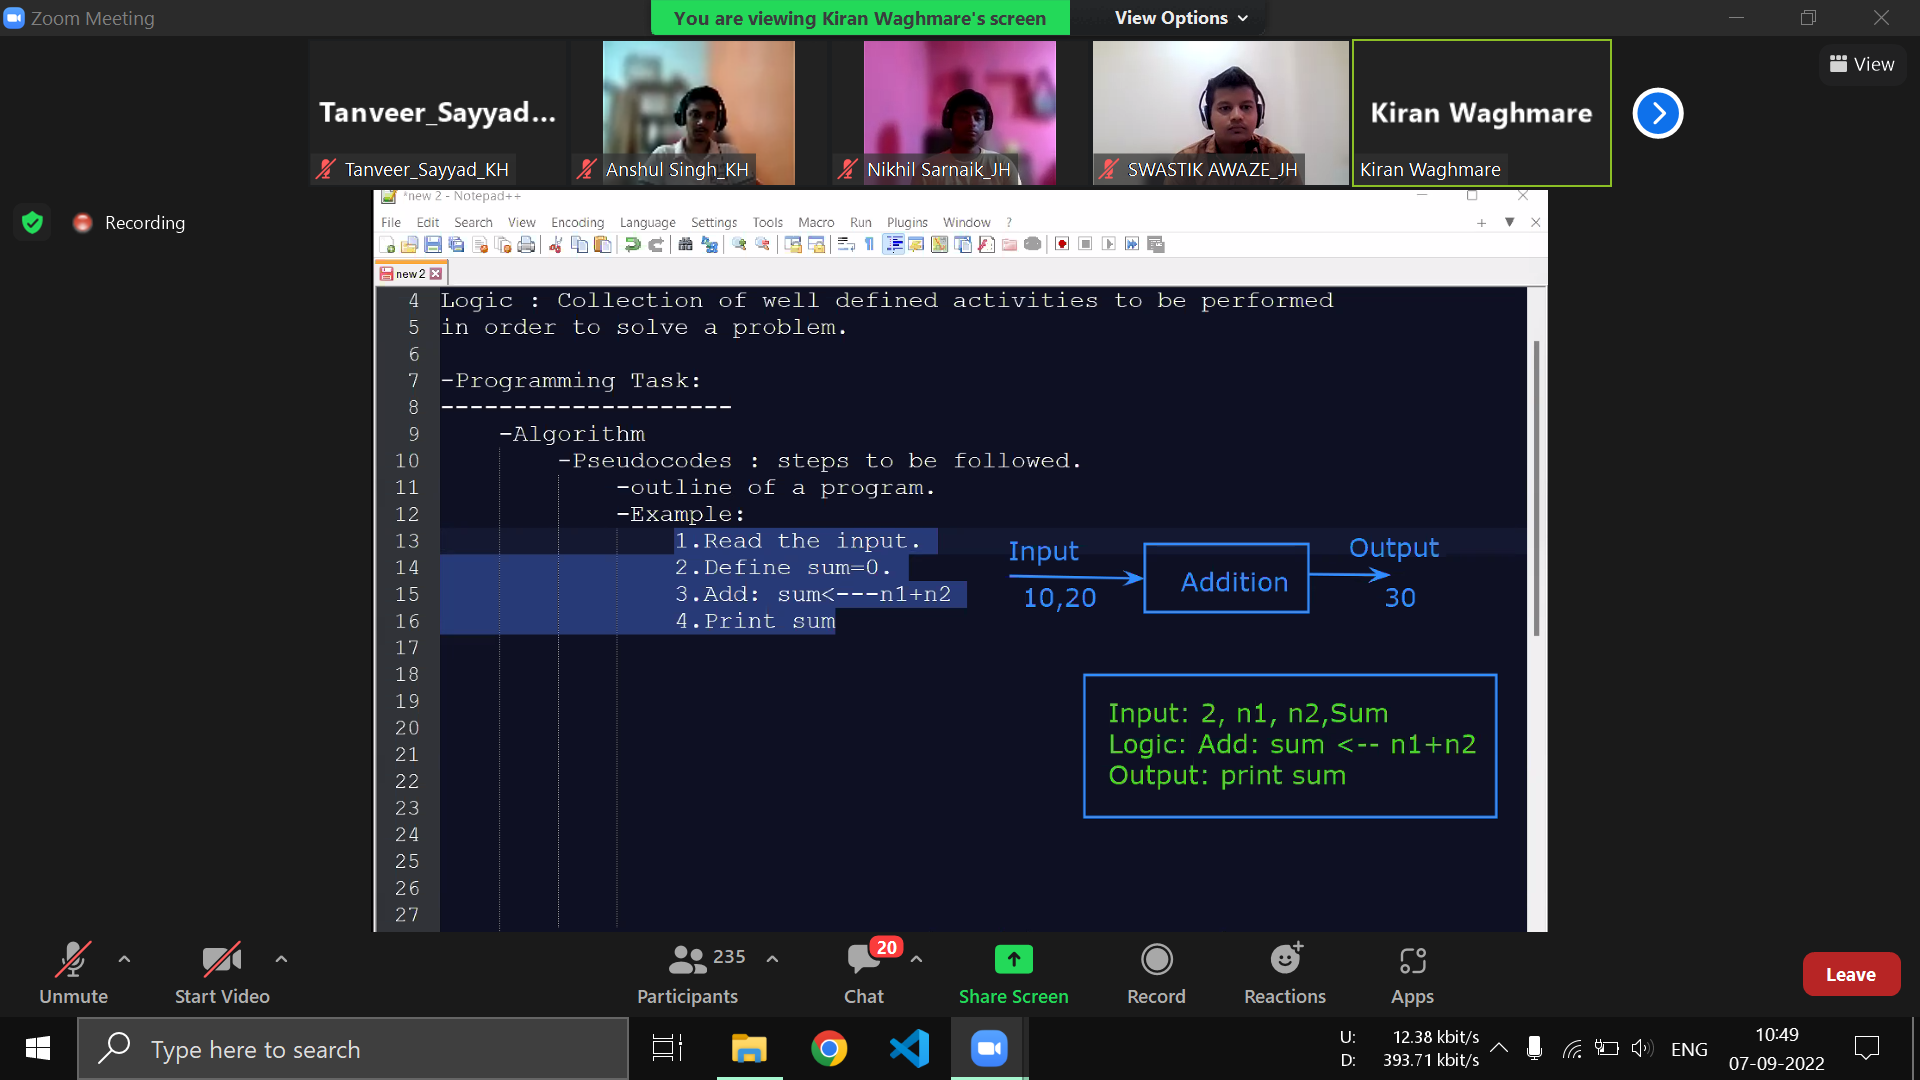 Zoom Meeting
You are viewing Kiran Waghmare's screen
View Options
View
Tanveer_Sayyad...
Kiran Waghmare
Tanveer_Sayyad_KH
Anshul Singh_KH
Nikhil Sarnaik_JH
SWASTIK AWAZE_JH
Kiran Waghmare
Recording
*new 2 - Notepad++
File Edit Search View Encoding Language Settings Tools Macro Run Plugins Window ?
new 2
4 Logic : Collection of well defined activities to be performed
5 in order to solve a problem.
6
7 -Programming Task:
8 --------------------
9 -Algorithm
10 -Pseudocodes : steps to be followed.
11 -outline of a program.
12 -Example:
13 1.Read the input.
14 2.Define sum=0.
15 3.Add: sum<---n1+n2
16 4.Print sum
17
18
19
20
21
22
23
24
25
26
27
Input
10,20
Addition
Output
30
Input: 2, n1, n2,Sum
Logic: Add: sum <-- n1+n2
Output: print sum
Unmute
Start Video
235
Participants
20
Chat
Share Screen
Record
Reactions
Apps
Leave
Type here to search
U: 12.38 kbit/s
D: 393.71 kbit/s
ENG
10:49
07-09-2022